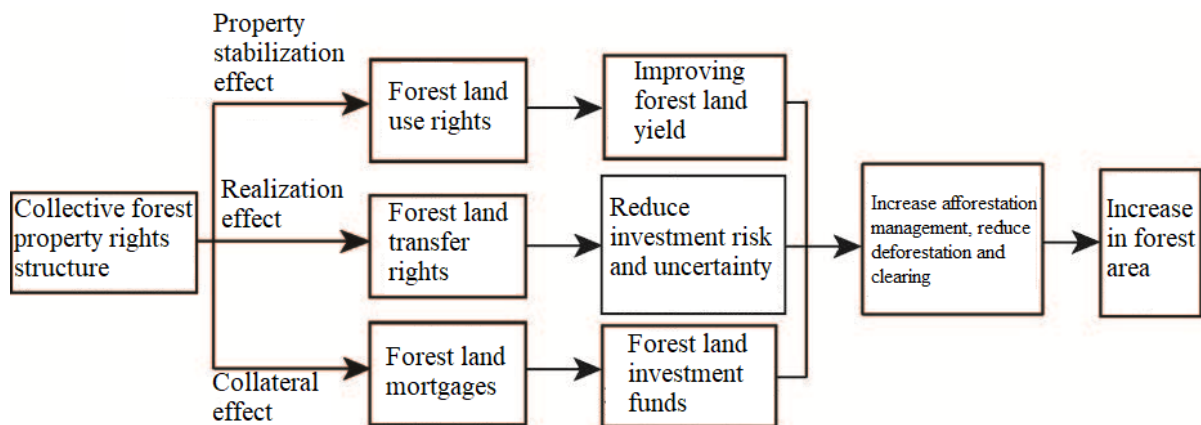 Property
stabilization
effect
Forest land
use rights
Improving
forest land
yield
Collective forest
property rights
structure
Realization
effect
Forest land
transfer
rights
Reduce
investment risk
and uncertainty
Increase afforestation
management, reduce
deforestation and
clearing
Increase
in forest
area
Collateral
effect
Forest land
mortgages
Forest land
investment
funds